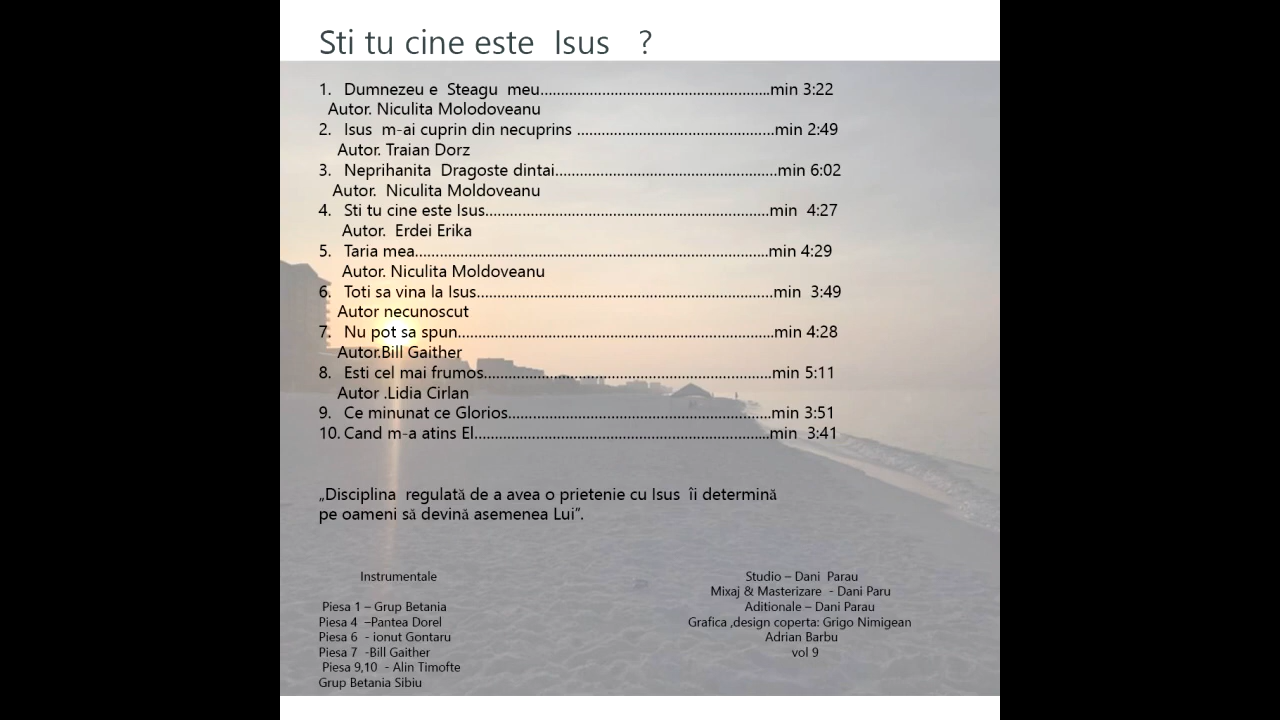 Sti tu cine este Isus ?
1. Dumnezeu e Steagu meu.......................................................min 3:22
Autor. Niculita Molodoveanu
2. Isus m-ai cuprin din necuprins ...............................................min 2:49
Autor. Traian Dorz
3. Neprihanita Dragoste dintai.....................................................min 6:02
Autor. Niculita Moldoveanu
4. Sti tu cine este Isus....................................................................min 4:27
Autor. Erdei Erika
5. Taria mea.....................................................................................min 4:29
Autor. Niculita Moldoveanu
6. Toti sa vina la Isus.......................................................................min 3:49
Autor necunoscut
7. Nu pot sa spun............................................................................min 4:28
Autor.Bill Gaither
8. Esti cel mai frumos.....................................................................min 5:11
Autor .Lidia Cirlan
9. Ce minunat ce Glorios...............................................................min 3:51
10. Cand m-a atins El.......................................................................min 3:41
„Disciplina regulată de a avea o prietenie cu Isus îi determină
pe oameni să devină asemenea Lui”.
Instrumentale
Piesa 1 – Grup Betania
Piesa 4 –Pantea Dorel
Piesa 6 - ionut Gontaru
Piesa 7 -Bill Gaither
Piesa 9,10 - Alin Timofte
Grup Betania Sibiu
Studio – Dani Parau
Mixaj & Masterizare - Dani Paru
Aditionale – Dani Parau
Grafica ,design coperta: Grigo Nimigean
Adrian Barbu
vol 9